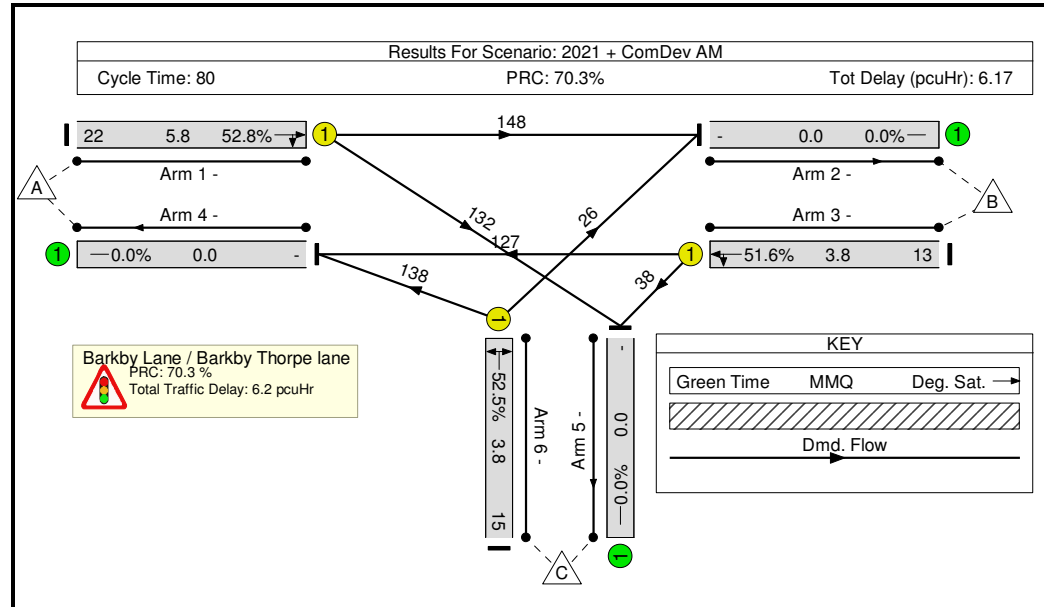 Results For Scenario: 2021 + ComDev AM
Cycle Time: 80 PRC: 70.3% Tot Delay (pcuHr): 6.17
22 5.8 52.8%
1
148
- 0.0 0.0%
1
Arm 1 -
Arm 2 -
A
B
Arm 4 -
132
26
Arm 3 -
1
0.0% 0.0 -
127
1
51.6% 3.8 13
138
38
1
Barkby Lane / Barkby Thorpe lane
PRC: 70.3 %
Total Traffic Delay: 6.2 pcuHr
52.5% 3.8 15
Arm 6 -
Arm 5 -
- 0.0 0.0%
1
C
KEY
Green Time MMQ Deg. Sat.
Dmd. Flow